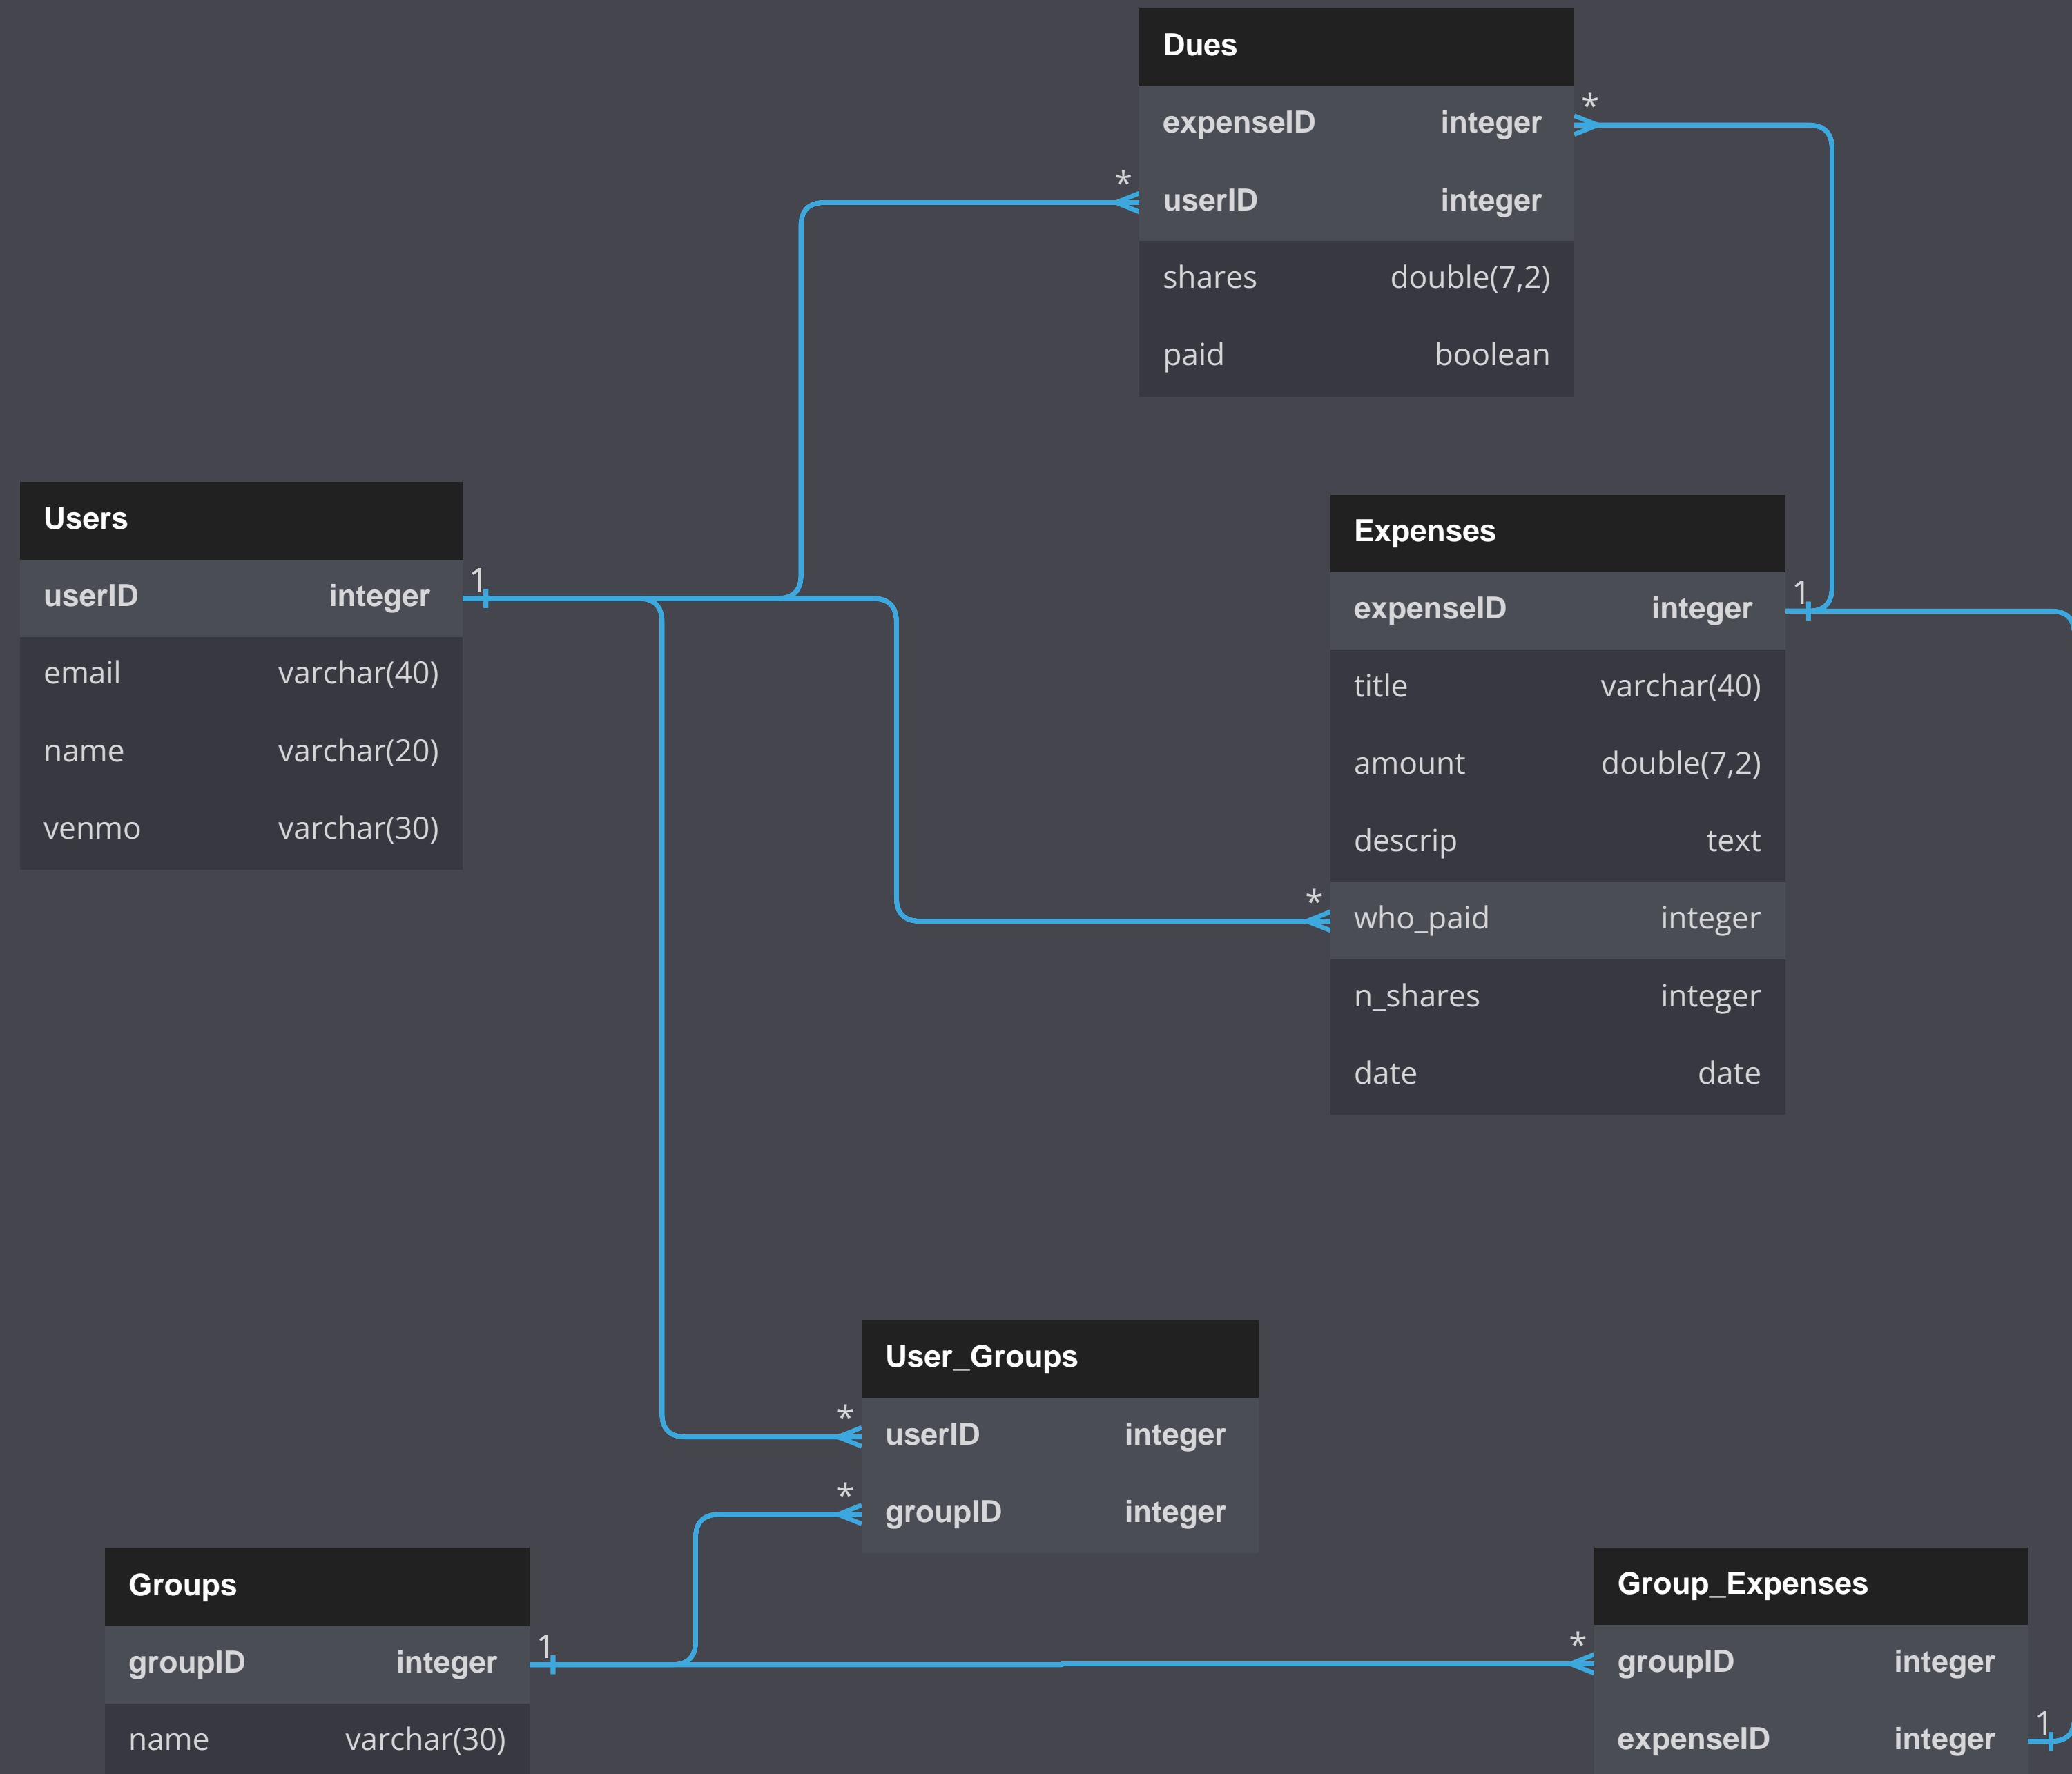 Dues
expenseID integer
*
userID integer
*
shares double(7,2)
paid boolean
Users
userID integer
1
email varchar(40)
name varchar(20)
venmo varchar(30)
Expenses
expenseID integer
1
title varchar(40)
amount double(7,2)
descrip text
*
who_paid integer
n_shares integer
date date
User_Groups
*
userID integer
*
groupID integer
Groups
groupID integer
1
name varchar(30)
Group_Expenses
*
groupID integer
expenseID integer
1